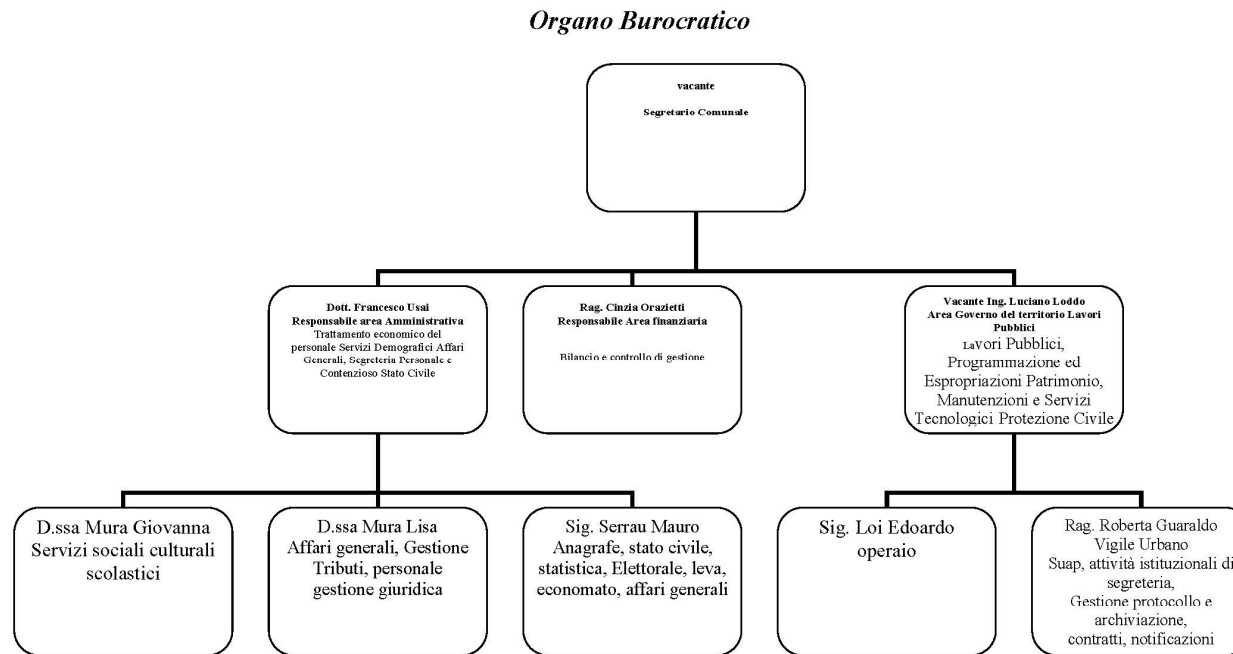 Organo Burocratico
vacante
Segretario Comunale
Dott. Francesco Usai
Responsabile area Amministrativa
Trattamento economico del
personale Servizi Demografici Affari
Generali, Segreteria Personale e
Contenzioso Stato Civile
Rag. Cinzia Orazietti
Responsabile Area finanziaria
Bilancio e controllo di gestione
Vacante Ing. Luciano Loddo
Area Governo del territorio Lavori
Pubblici
Lavori Pubblici,
Programmazione ed
Espropriazioni Patrimonio,
Manutenzioni e Servizi
Tecnologici Protezione Civile
D.ssa Mura Giovanna
Servizi sociali culturali
scolastici
D.ssa Mura Lisa
Affari generali, Gestione
Tributi, personale
gestione giuridica
Sig. Serrau Mauro
Anagrafe, stato civile,
statistica, Elettorale, leva,
economato, affari generali
Sig. Loi Edoardo
operaio
Rag. Roberta Guaraldo
Vigile Urbano
Suap, attività istituzionali di
segreteria,
Gestione protocollo e
archiviazione,
contratti, notificazioni